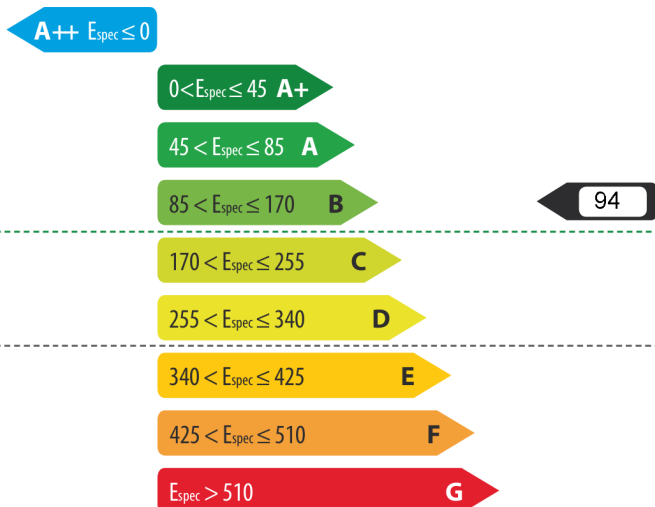 A++ Espec ≤ 0
0<Espec ≤ 45 A+
45 < Espec ≤ 85 A
85 < Espec ≤ 170 B
94
170 < Espec ≤ 255 C
255 < Espec ≤ 340 D
340 < Espec ≤ 425 E
425 < Espec ≤ 510 F
Espec > 510 G